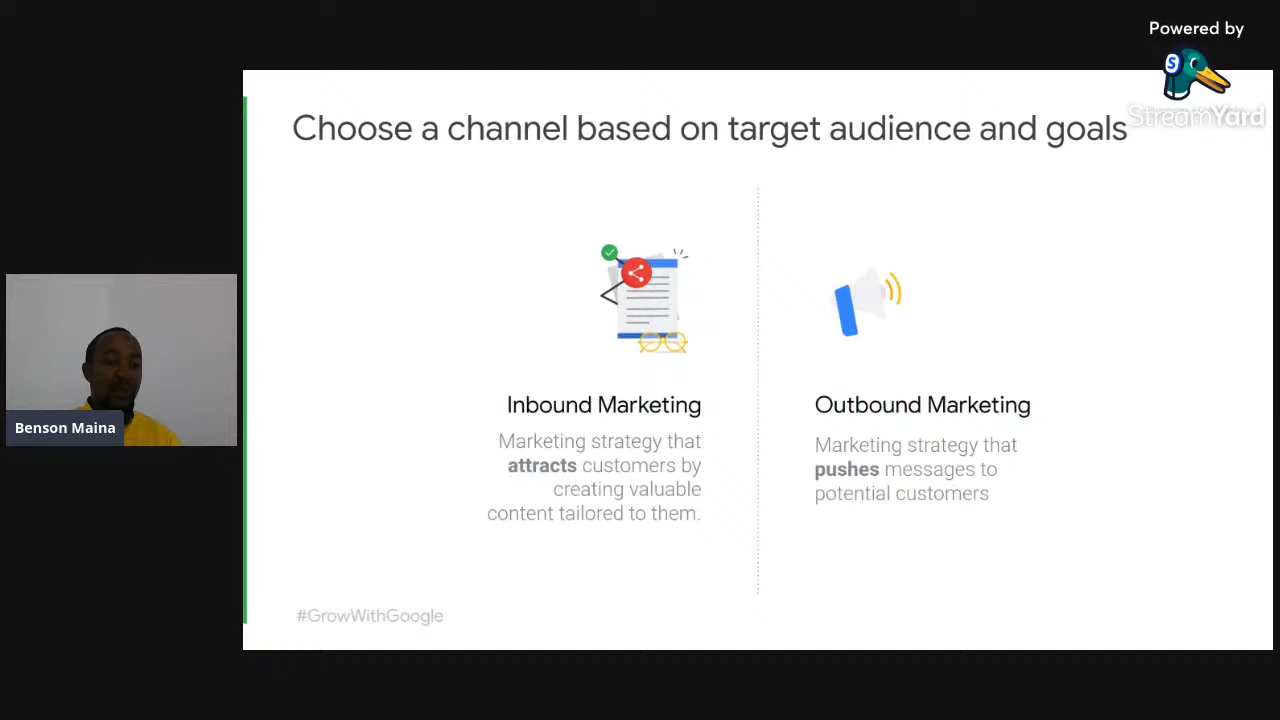 Powered by
S
StreamYard
Choose a channel based on target audience and goals
Inbound Marketing
Marketing strategy that
attracts customers by
creating valuable
content tailored to them.
Outbound Marketing
Marketing strategy that
pushes messages to
potential customers
Benson Maina
#GrowWithGoogle